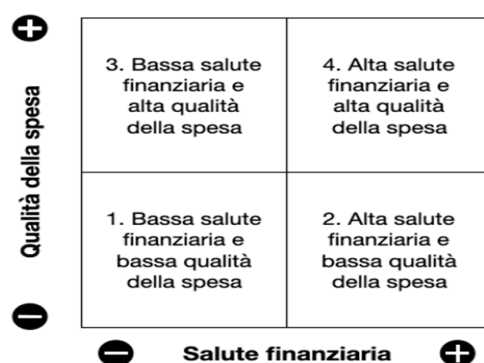 Qualità della spesa
3. Bassa salute
finanziaria e
alta qualità
della spesa
4. Alta salute
finanziaria e
alta qualità
della spesa
1. Bassa salute
finanziaria e
bassa qualità
della spesa
2. Alta salute
finanziaria e
bassa qualità
della spesa
Salute finanziaria